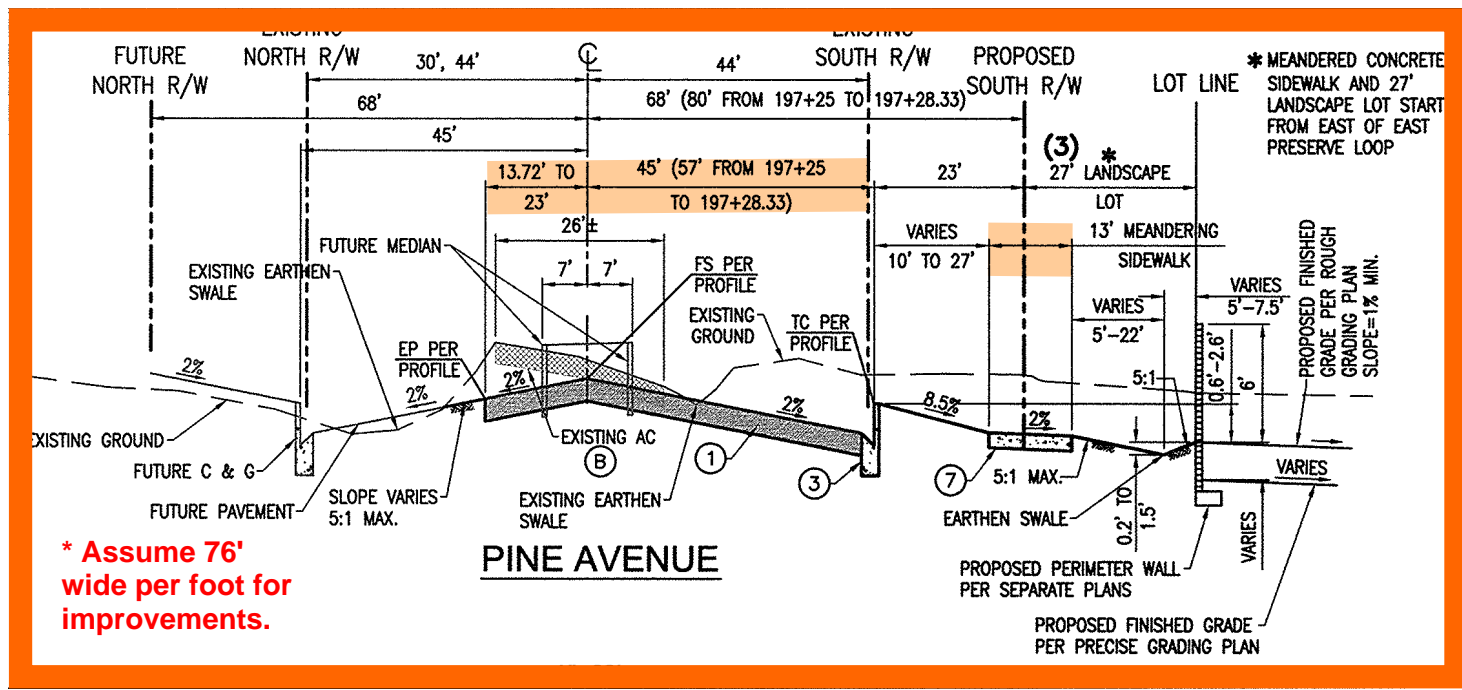 FUTURE
NORTH R/W
NORTH R/W
℄
SOUTH R/W
PROPOSED
SOUTH R/W
LOT LINE
* MEANDERED CONCRETE
SIDEWALK AND 27'
LANDSCAPE LOT START
FROM EAST OF EAST
PRESERVE LOOP
30', 44'
44'
68'
68' (80' FROM 197+25 TO 197+28.33)
45'
13.72' TO
23'
45' (57' FROM 197+25
TO 197+28.33)
23'
(3) *
27' LANDSCAPE
LOT
26'±
FUTURE MEDIAN
7' 7'
FS PER
PROFILE
VARIES
10' TO 27'
13' MEANDERING
SIDEWALK
EXISTING EARTHEN
SWALE
EXISTING
GROUND
TC PER
PROFILE
VARIES
5'-22'
VARIES
5'-7.5'
PROPOSED FINISHED
GRADE PER ROUGH
GRADING PLAN
SLOPE=1% MIN.
0.6'-2.6'
6'
EP PER
PROFILE
2%
2%
2%
2%
8.5%
2%
5:1
EXISTING GROUND
FUTURE C & G
FUTURE PAVEMENT
SLOPE VARIES
5:1 MAX.
EXISTING AC
B
1
3
7
EXISTING EARTHEN
SWALE
5:1 MAX.
EARTHEN SWALE
0.2' TO
1.5'
VARIES
VARIES
PINE AVENUE
* Assume 76'
wide per foot for
improvements.
PROPOSED PERIMETER WALL
PER SEPARATE PLANS
PROPOSED FINISHED GRADE
PER PRECISE GRADING PLAN